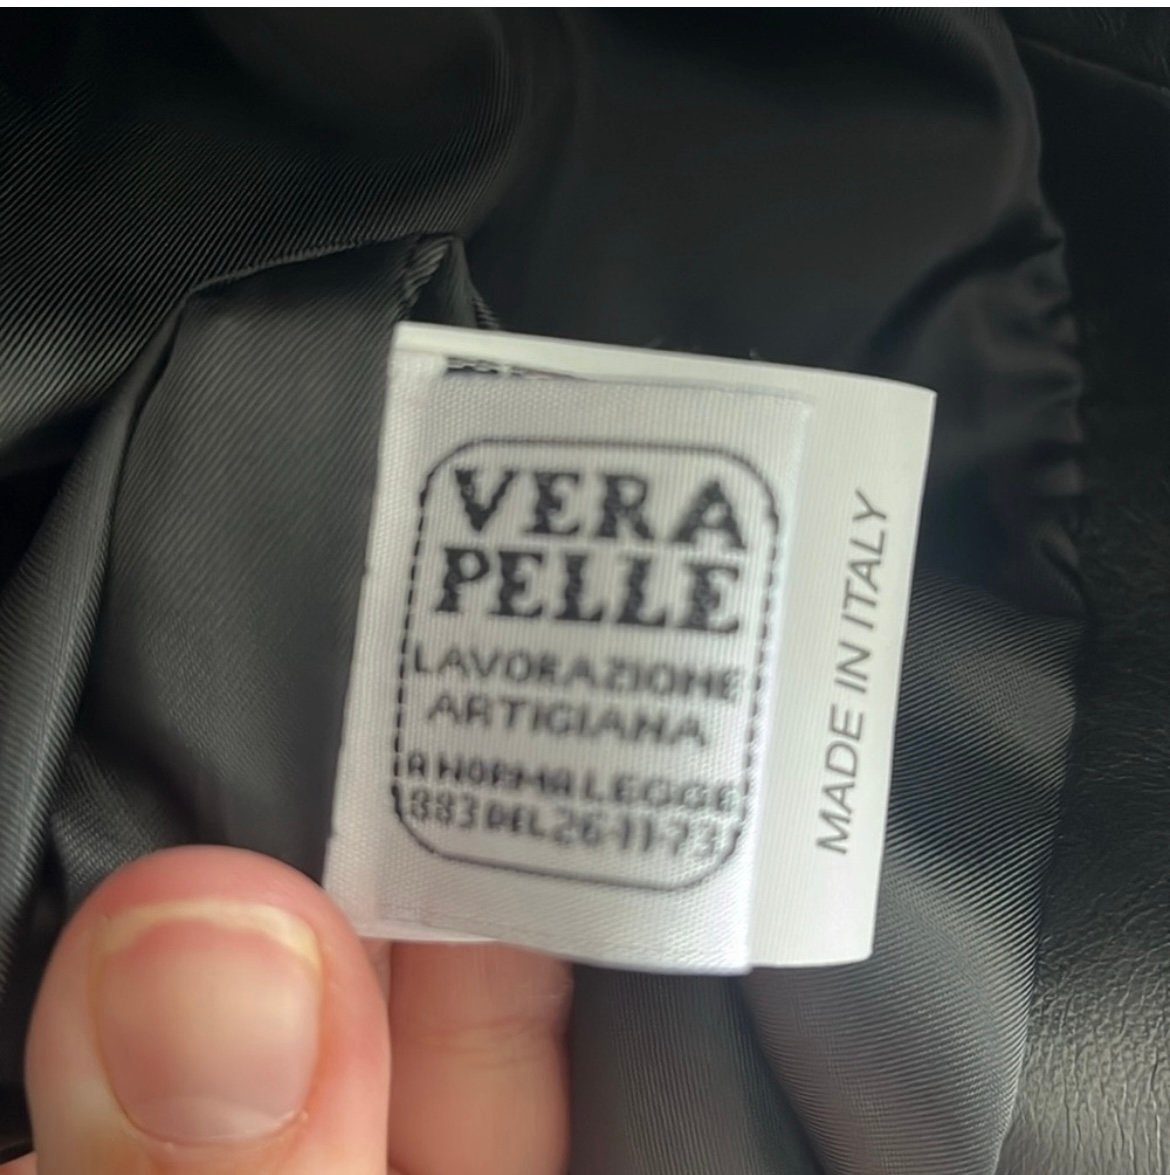 VERA
PELLE
LAVORAZIONE
ARTIGIANA
A NORMA LEGGE
883 DEL 26-11-73
MADE IN ITALY